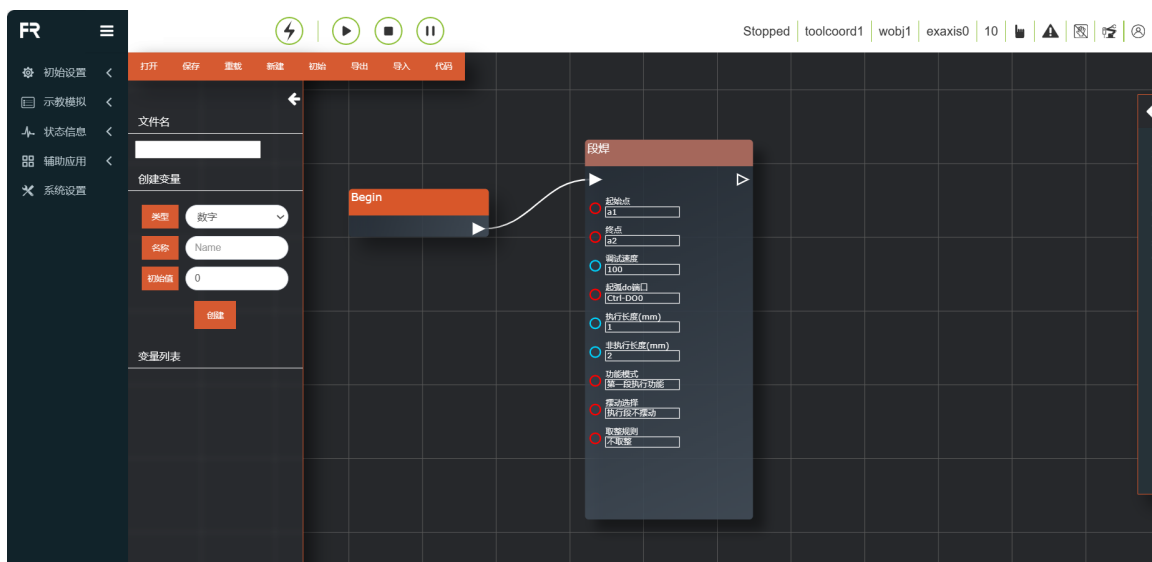 FR
Stopped toolcoord1 wobj1 exaxis0 10
初始设置
示教模拟
状态信息
辅助应用
系统设置
打开 保存 重载 新建 初始 导出 导入 代码
文件名
创建变量
类型 数字
名称 Name
初始值 0
创建
变量列表
Begin
段焊
起始点
a1
终点
a2
调试速度
100
起弧do端口
Ctrl-DO0
执行长度(mm)
1
非执行长度(mm)
2
功能模式
第一段执行功能
摆动选择
执行段不摆动
取整规则
不取整